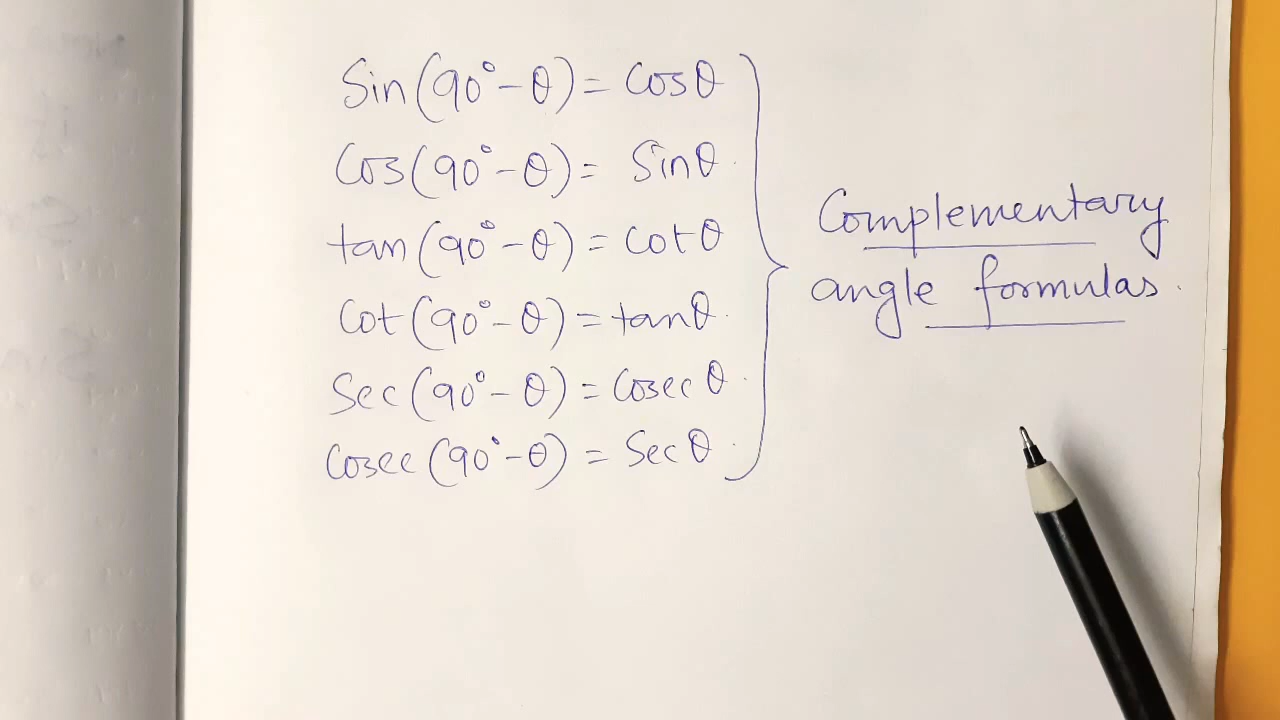 Sin(90°-θ)= Cosθ
Cos(90°-θ)= Sinθ.
tan(90°-θ)= Cotθ
Cot(90°-θ)=tanθ.
Sec(90°-θ)=Cosecθ.
Cosec(90°-θ)= Secθ.
Complementary
angle formulas.